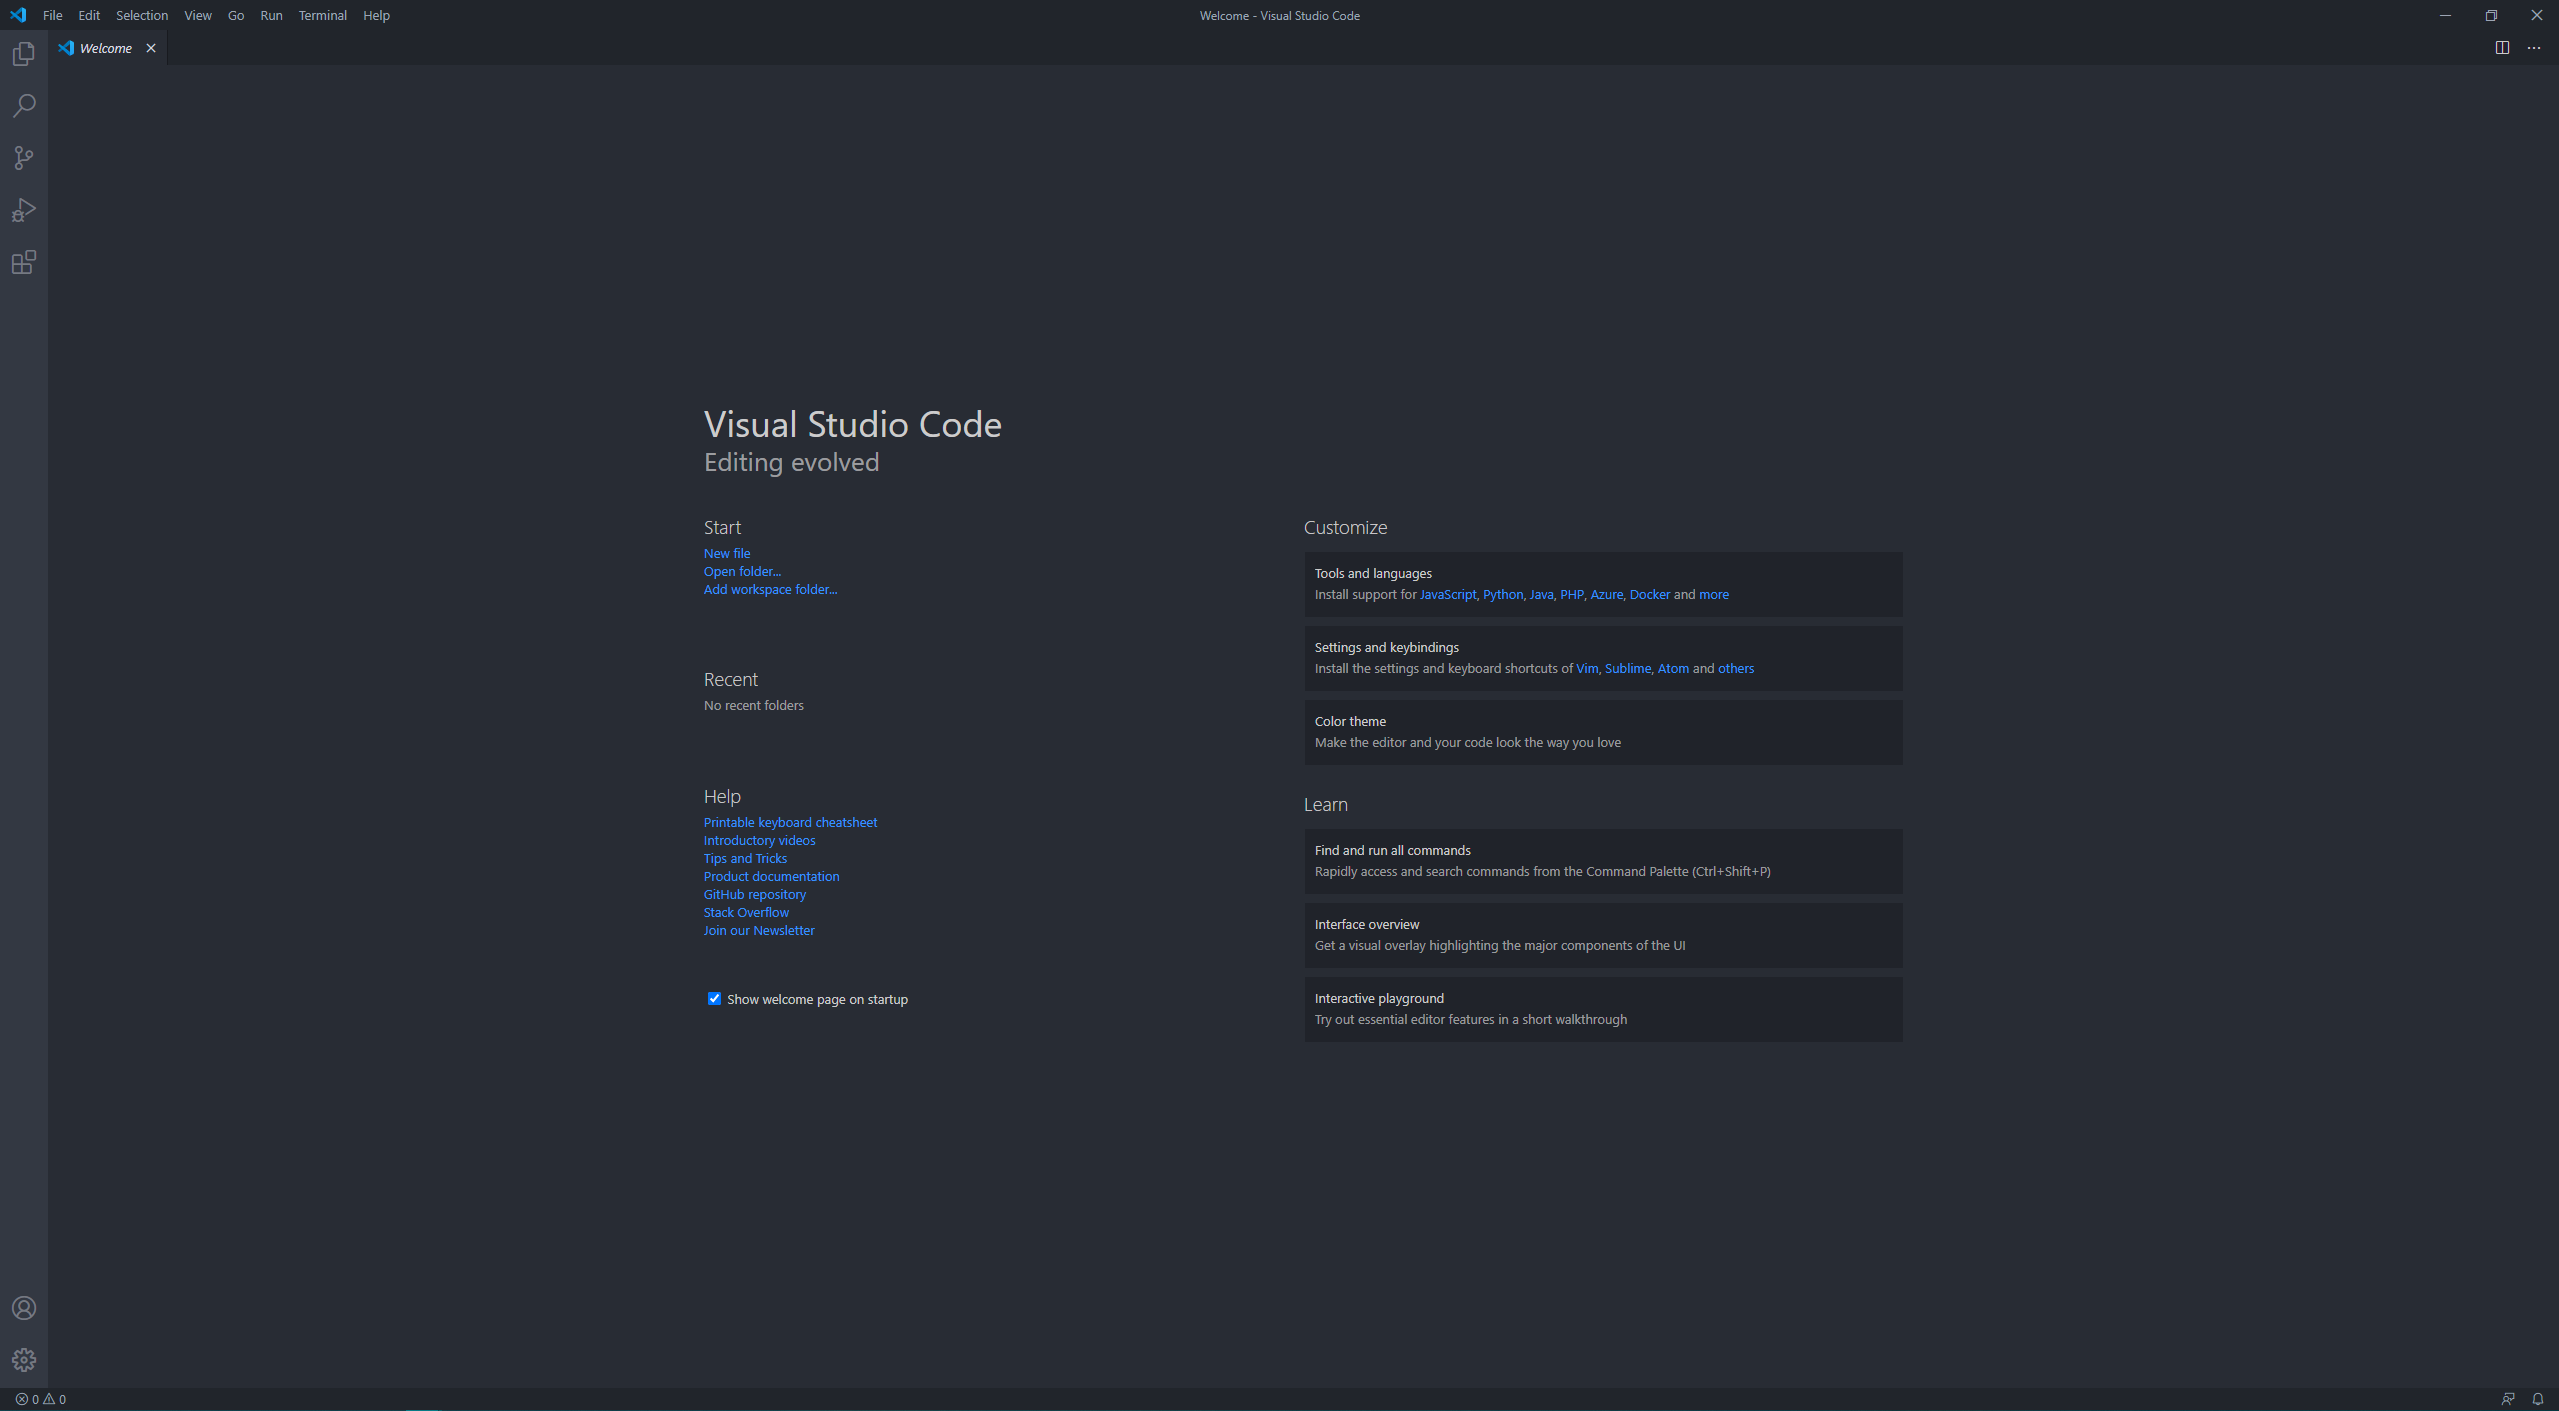 File Edit Selection View Go Run Terminal Help
Welcome - Visual Studio Code
Welcome
Visual Studio Code
Editing evolved
Start
New file
Open folder...
Add workspace folder...
Recent
No recent folders
Help
Printable keyboard cheatsheet
Introductory videos
Tips and Tricks
Product documentation
GitHub repository
Stack Overflow
Join our Newsletter
Show welcome page on startup
Customize
Tools and languages
Install support for JavaScript, Python, Java, PHP, Azure, Docker and more
Settings and keybindings
Install the settings and keyboard shortcuts of Vim, Sublime, Atom and others
Color theme
Make the editor and your code look the way you love
Learn
Find and run all commands
Rapidly access and search commands from the Command Palette (Ctrl+Shift+P)
Interface overview
Get a visual overlay highlighting the major components of the UI
Interactive playground
Try out essential editor features in a short walkthrough
0 0